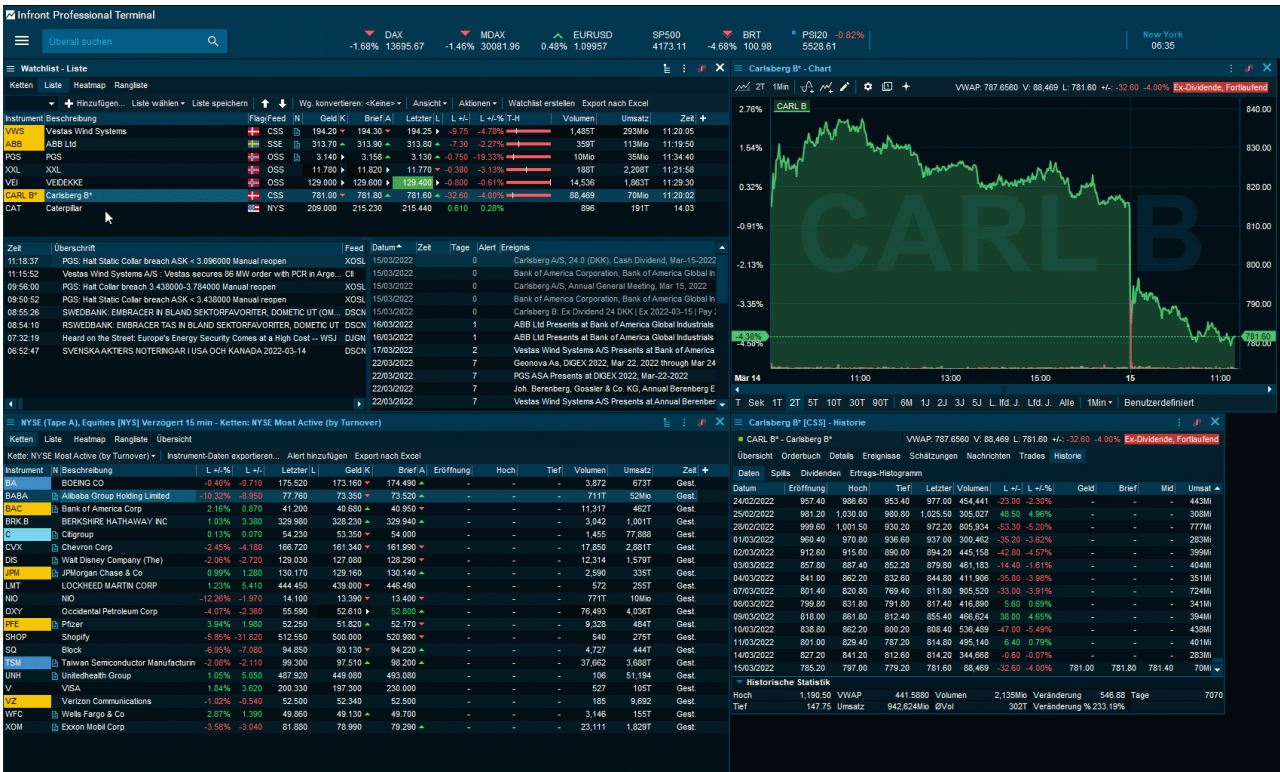 Infront Professional Terminal
Überall suchen
DAX -1.68% 13695.67
MDAX -1.46% 30081.96
EURUSD 0.48% 1.09957
SP500 4173.11
BRT -4.68% 100.98
PSI20 -0.82% 5528.61
New York 06:35
Watchlist - Liste
Ketten Liste Heatmap Rangliste
Hinzufügen... Liste wählen Liste speichern Wg. konvertieren: <Keine> Ansicht Aktionen Watchlist erstellen Export nach Excel
Instrument Beschreibung Flag Feed N Geld K Brief A Letzter L L +/- L +/-% T-H Volumen Umsatz Zeit
VWS Vestas Wind Systems CSS 194.20 194.30 194.25 -9.75 -4.78% 1,485T 293Mio 11:20:05
ABB ABB Ltd SSE 313.70 313.90 313.80 -7.30 -2.27% 359T 113Mio 11:19:50
PGS PGS OSS 3.140 3.158 3.130 -0.750 -19.33% 10Mio 35Mio 11:34:40
XXL XXL OSS 11.780 11.820 11.770 -0.380 -3.13% 188T 2,208T 11:21:58
VEI VEIDEKKE OSS 129.000 129.600 129.400 -0.800 -0.61% 14,536 1,863T 11:29:30
CARL B* Carlsberg B* CSS 781.00 781.80 781.60 -32.60 -4.00% 88,469 70Mio 11:20:02
CAT Caterpillar NYS 209.000 215.230 215.440 0.610 0.28% 896 191T 14.03
Zeit Überschrift Feed
11:18:37 PGS: Halt Static Collar breach ASK < 3.096000 Manual reopen XOSL
11:15:52 Vestas Wind Systems A/S : Vestas secures 86 MW order with PCR in Arge... CII
09:56:00 PGS: Halt Collar breach 3.438000-3.784000 Manual reopen XOSL
09:50:52 PGS: Halt Static Collar breach ASK < 3.438000 Manual reopen XOSL
08:55:26 SWEDBANK: EMBRACER IN BLAND SEKTORFAVORITER, DOMETIC UT (OM... DSCN
08:54:10 RSWEDBANK: EMBRACER TAS IN BLAND SEKTORFAVORITER, DOMETIC UT DSCN
07:32:19 Heard on the Street: Europe's Energy Security Comes at a High Cost -- WSJ DJGN
06:52:47 SVENSKA AKTIERS NOTERINGAR I USA OCH KANADA 2022-03-14 DSCN
Datum Zeit Tage Alert Ereignis
15/03/2022 0 Carlsberg A/S, 24.0 (DKK), Cash Dividend, Mar-15-2022
15/03/2022 0 Bank of America Corporation, Bank of America Global In
15/03/2022 0 Carlsberg A/S, Annual General Meeting, Mar 15, 2022
15/03/2022 0 Bank of America Corporation, Bank of America Global In
15/03/2022 0 Carlsberg B: Ex Dividend 24 DKK | Ex 2022-03-15 | Pay
16/03/2022 1 ABB Ltd Presents at Bank of America Global Industrials
16/03/2022 1 ABB Ltd Presents at Bank of America Global Industrials
17/03/2022 2 Vestas Wind Systems A/S Presents at Bank of America
22/03/2022 7 Geonova As, DIGEX 2022, Mar 22, 2022 through Mar 24
22/03/2022 7 PGS ASA Presents at DIGEX 2022, Mar-22-2022
22/03/2022 7 Joh. Berenberg, Gossler & Co. KG, Annual Berenberg E
22/03/2022 7 Vestas Wind Systems A/S Presents at Annual Berenber
Carlsberg B* - Chart
2T 1Min VWAP: 787.6560 V: 88,469 L: 781.60 +/-: -32.60 -4.00% Ex-Dividende, Fortlaufend
CARL B
2.76% 840.00
1.54% 830.00
0.32% 820.00
-0.91% 810.00
-2.13% 800.00
-3.36% 790.00
-4.38% 781.60
-4.58% 780.00
CARL B
Mär 14 11:00 13:00 15:00 15 11:00
T Sek 1T 2T 5T 10T 30T 90T 6M 1J 2J 3J 5J L. lfd. J. Lfd. J. Alle 1Min Benutzerdefiniert
NYSE (Tape A), Equities [NYS] Verzögert 15 min - Ketten: NYSE Most Active (by Turnover)
Ketten Liste Heatmap Rangliste Übersicht
Kette: NYSE Most Active (by Turnover) Instrument-Daten exportieren... Alert hinzufügen Export nach Excel
Instrument N Beschreibung L +/-% L +/- Letzter L Geld K Brief A Eröffnung Hoch Tief Volumen Umsatz Zeit
BA BOEING CO -0.40% -0.710 175.520 173.160 174.490 - - - 3,872 673T Gest.
BABA Alibaba Group Holding Limited -10.32% -8.950 77.760 73.350 73.520 - - - 711T 52Mio Gest.
BAC Bank of America Corp 2.16% 0.870 41.200 40.680 40.950 - - - 11,317 462T Gest.
BRK.B BERKSHIRE HATHAWAY INC 1.03% 3.380 329.980 328.230 329.940 - - - 3,042 1,001T Gest.
C Citigroup 0.13% 0.070 54.230 53.350 54.000 - - - 1,455 77,888 Gest.
CVX Chevron Corp -2.45% -4.180 166.720 161.340 161.990 - - - 17,850 2,881T Gest.
DIS Walt Disney Company (The) -2.06% -2.720 129.030 127.080 128.290 - - - 12,314 1,579T Gest.
JPM JPMorgan Chase & Co 0.99% 1.280 130.170 129.160 130.140 - - - 2,590 335T Gest.
LMT LOCKHEED MARTIN CORP 1.23% 5.410 444.450 439.000 446.490 - - - 572 255T Gest.
NIO NIO -12.26% -1.970 14.100 13.390 13.400 - - - 771T 10Mio Gest.
OXY Occidental Petroleum Corp -4.07% -2.360 55.590 52.610 52.800 - - - 76,493 4,036T Gest.
PFE Pfizer 3.94% 1.980 52.250 51.820 52.170 - - - 9,328 484T Gest.
SHOP Shopify -5.85% -31.820 512.550 500.000 520.980 - - - 540 275T Gest.
SQ Block -6.95% -7.080 94.850 93.130 94.220 - - - 4,727 444T Gest.
TSM Taiwan Semiconductor Manufacturin -2.08% -2.110 99.300 97.510 98.200 - - - 37,662 3,688T Gest.
UNH Unitedhealth Group 1.05% 5.050 487.920 449.080 493.080 - - - 106 51,194 Gest.
V VISA 1.84% 3.620 200.330 197.300 230.000 - - - 527 105T Gest.
VZ Verizon Communications -1.02% -0.540 52.500 52.340 52.500 - - - 185 9,692 Gest.
WFC Wells Fargo & Co 2.87% 1.390 49.860 49.130 49.700 - - - 3,146 155T Gest.
XOM Exxon Mobil Corp -3.58% -3.040 81.880 78.990 79.290 - - - 23,111 1,829T Gest.
Carlsberg B* [CSS] - Historie
CARL B* - Carlsberg B* VWAP: 787.6560 V: 88,469 L: 781.60 +/-: -32.60 -4.00% Ex-Dividende, Fortlaufend
Übersicht Orderbuch Details Ereignisse Schätzungen Nachrichten Trades Historie
Daten Splits Dividenden Ertrags-Histogramm
Datum Eröffnung Hoch Tief Letzter Volumen L +/- L +/-% Geld Brief Mid Umsat
24/02/2022 957.40 986.60 953.40 977.00 454,441 -23.00 -2.30% - - - 443Mi
25/02/2022 981.20 1,030.00 980.80 1,025.50 305,027 48.50 4.96% - - - 308Mi
28/02/2022 999.60 1,001.50 930.20 972.20 805,934 -53.30 -5.20% - - - 777Mi
01/03/2022 960.40 970.80 936.60 937.00 300,462 -35.20 -3.62% - - - 283Mi
02/03/2022 912.60 915.60 890.00 894.20 445,158 -42.80 -4.57% - - - 399Mi
03/03/2022 857.80 887.40 852.20 879.80 461,183 -14.40 -1.61% - - - 404Mi
04/03/2022 841.00 862.20 832.60 844.80 411,906 -35.00 -3.98% - - - 351Mi
07/03/2022 801.40 820.80 769.40 811.80 905,520 -33.00 -3.91% - - - 724Mi
08/03/2022 799.80 831.80 791.80 817.40 416,890 5.60 0.69% - - - 341Mi
09/03/2022 818.00 861.80 812.40 855.40 466,624 38.00 4.65% - - - 394Mi
10/03/2022 838.80 862.20 800.20 808.40 536,489 -47.00 -5.49% - - - 438Mi
11/03/2022 801.00 829.40 787.20 814.80 495,140 6.40 0.79% - - - 401Mi
14/03/2022 827.20 841.20 812.60 814.20 344,668 -0.60 -0.07% - - - 283Mi
15/03/2022 785.20 797.00 779.20 781.60 88,469 -32.60 -4.00% 781.00 781.80 781.40 70Mi
Historische Statistik
Hoch 1,190.50 VWAP 441.5880 Volumen 2,135Mio Veränderung 546.88 Tage 7070
Tief 147.75 Umsatz 942,624Mio ØVol 302T Veränderung % 233.19%